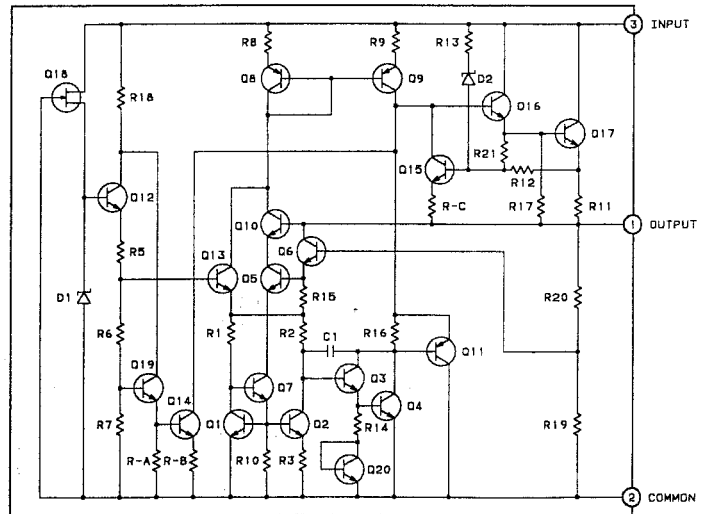 R8 R9 R13 3 INPUT
Q18 Q8 Q9 D2 Q16
R18 Q17
R21
Q15 R12
Q12 R-C R17 R11
Q10 1 OUTPUT
R5 Q13 Q6
Q5
D1 R15 R20
R6 R1 R2 C1 R16
Q11
Q19 Q7 Q3
Q14 Q4
R7 Q1 Q2 R14 R19
R-A R-B R10 R3 Q20
2 COMMON